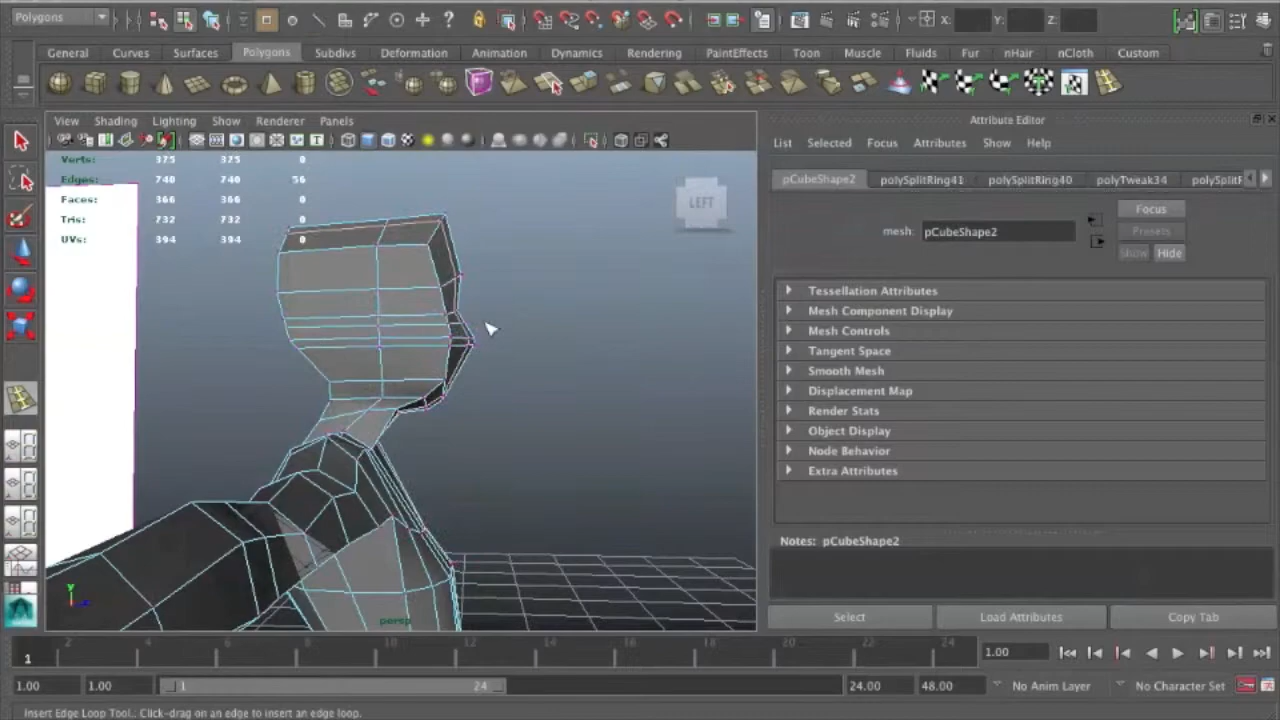 Polygons X: Y: Z:
General Curves Surfaces Polygons Subdivs Deformation Animation Dynamics Rendering PaintEffects Toon Muscle Fluids Fur nHair nCloth Custom
View Shading Lighting Show Renderer Panels
Verts: 375 375 0
Edges: 740 740 56
Faces: 366 366 0
Tris: 732 732 0
UVs: 394 394 0
LEFT
y
persp
Attribute Editor
List Selected Focus Attributes Show Help
pCubeShape2 polySplitRing41 polySplitRing40 polyTweak34 polySplitF
Focus
mesh: pCubeShape2
Presets
Show Hide
Tessellation Attributes
Mesh Component Display
Mesh Controls
Tangent Space
Smooth Mesh
Displacement Map
Render Stats
Object Display
Node Behavior
Extra Attributes
Notes: pCubeShape2
Select Load Attributes Copy Tab
1 2 4 6 8 10 12 14 16 18 20 22 24 1.00
1.00 1.00 1 24 24.00 48.00 No Anim Layer No Character Set
Insert Edge Loop Tool.: Click-drag on an edge to insert an edge loop.